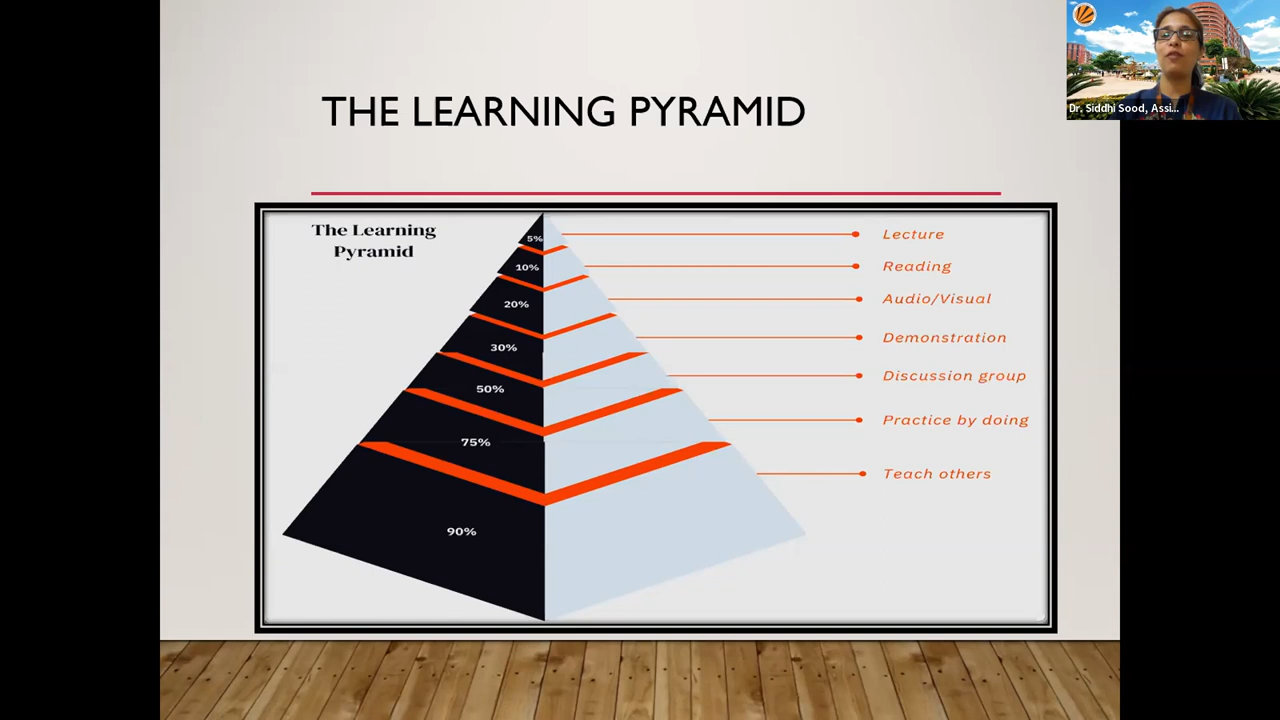 THE LEARNING PYRAMID
Dr. Siddhi Sood, Assi...
The Learning
Pyramid
5%
Lecture
10%
Reading
20%
Audio/Visual
30%
Demonstration
50%
Discussion group
75%
Practice by doing
90%
Teach others